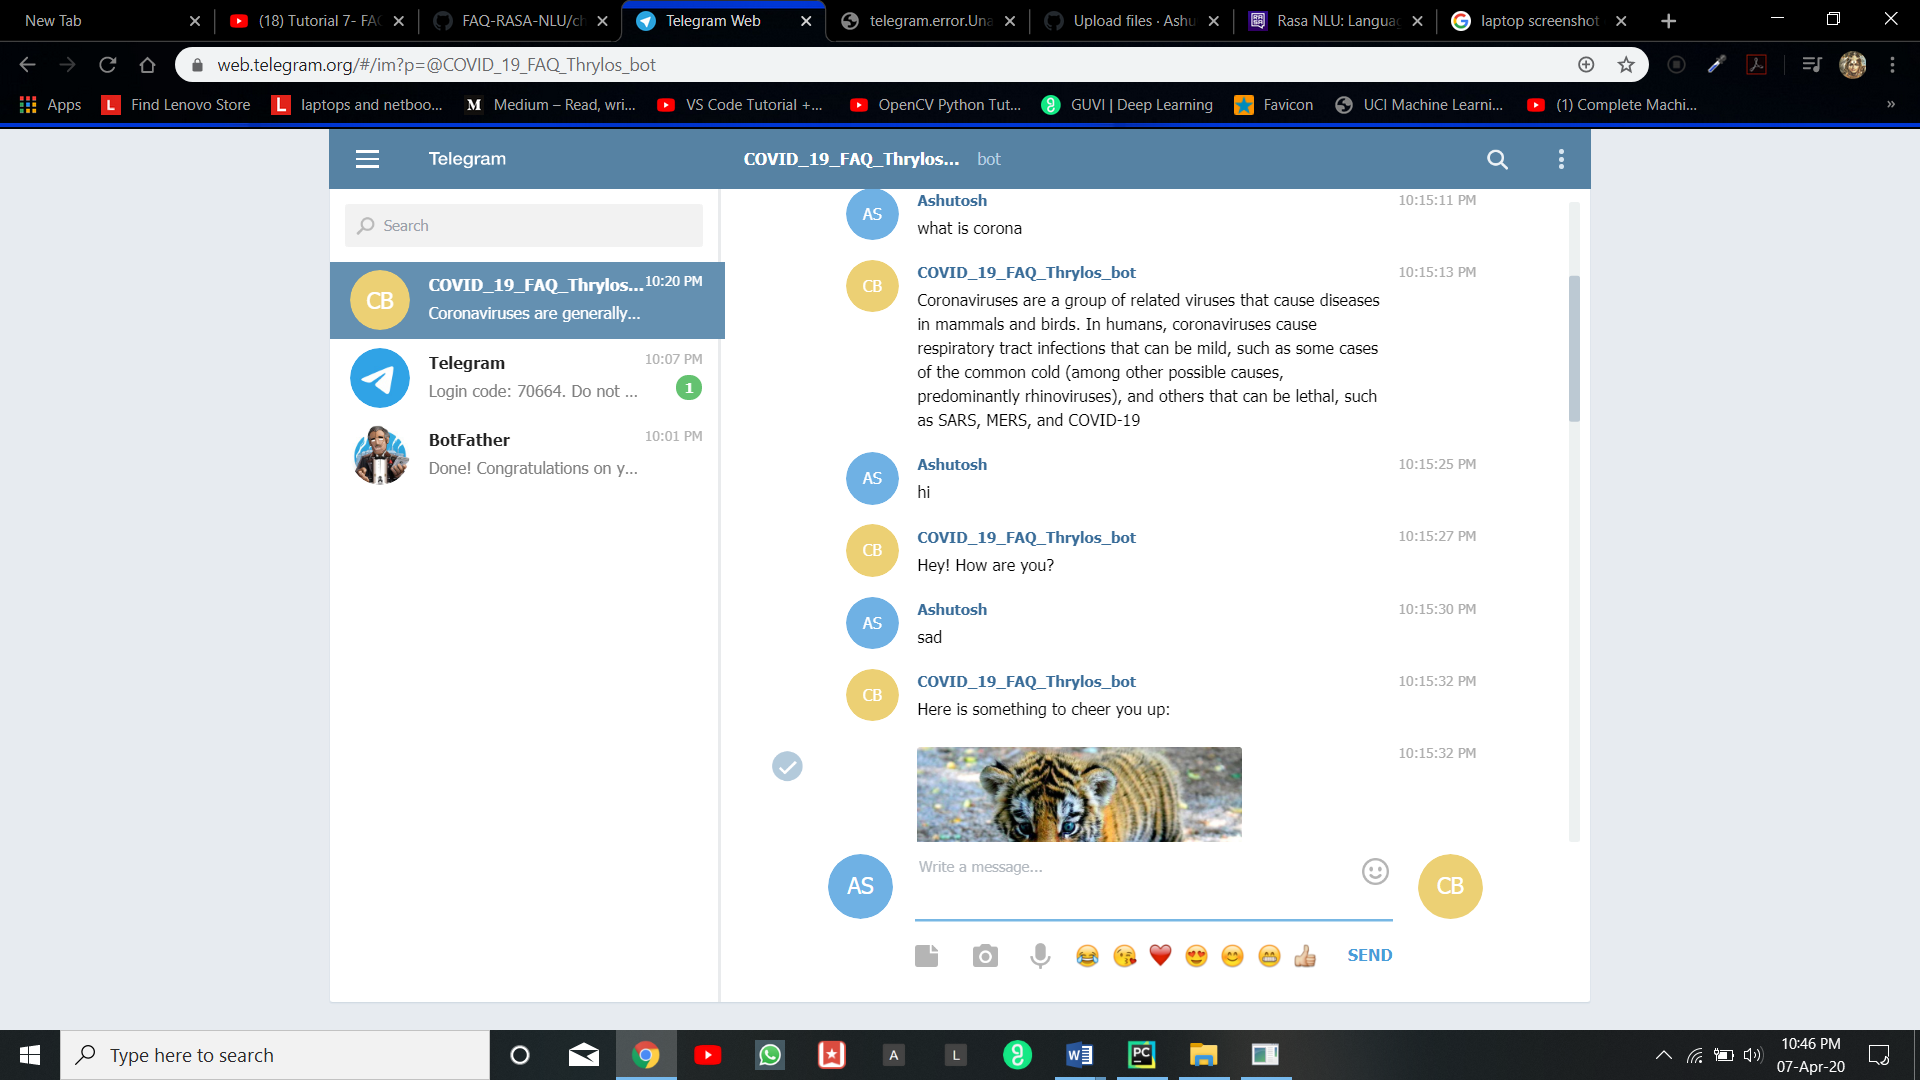 New Tab
(18) Tutorial 7- FAQ
FAQ-RASA-NLU/ch
Telegram Web
telegram.error.Una
Upload files · Ashu
Rasa NLU: Languag
laptop screenshot
web.telegram.org/#/im?p=@COVID_19_FAQ_Thrylos_bot
Apps
L
Find Lenovo Store
L
laptops and netboo...
M
Medium – Read, wri...
VS Code Tutorial +...
OpenCV Python Tut...
GUVI | Deep Learning
Favicon
UCI Machine Learni...
(1) Complete Machi...
»
Telegram
COVID_19_FAQ_Thrylos...
bot
Search
CB
COVID_19_FAQ_Thrylos...
10:20 PM
Coronaviruses are generally...
Telegram
10:07 PM
Login code: 70664. Do not ...
1
BotFather
10:01 PM
Done! Congratulations on y...
AS
Ashutosh
10:15:11 PM
what is corona
CB
COVID_19_FAQ_Thrylos_bot
10:15:13 PM
Coronaviruses are a group of related viruses that cause diseases
in mammals and birds. In humans, coronaviruses cause
respiratory tract infections that can be mild, such as some cases
of the common cold (among other possible causes,
predominantly rhinoviruses), and others that can be lethal, such
as SARS, MERS, and COVID-19
AS
Ashutosh
10:15:25 PM
hi
CB
COVID_19_FAQ_Thrylos_bot
10:15:27 PM
Hey! How are you?
AS
Ashutosh
10:15:30 PM
sad
CB
COVID_19_FAQ_Thrylos_bot
10:15:32 PM
Here is something to cheer you up:
10:15:32 PM
AS
Write a message...
CB
SEND
Type here to search
A
L
W
PC
10:46 PM
07-Apr-20